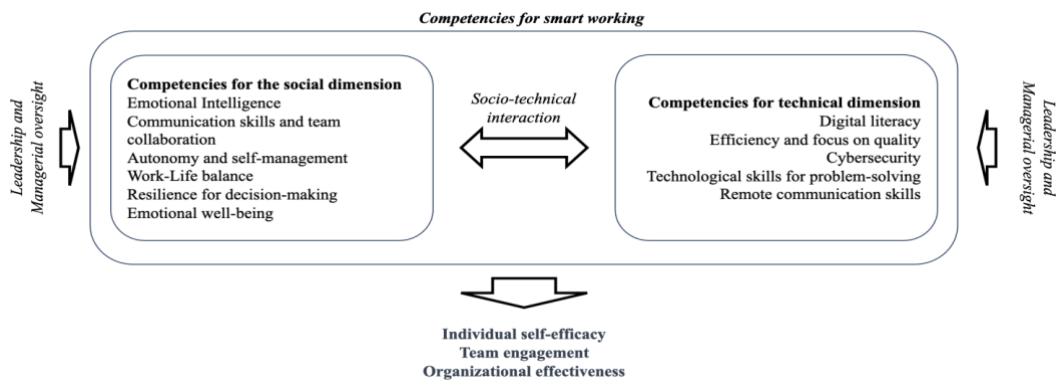 Competencies for smart working
Leadership and
Managerial oversight
Competencies for the social dimension
Emotional Intelligence
Communication skills and team
collaboration
Autonomy and self-management
Work-Life balance
Resilience for decision-making
Emotional well-being
Socio-technical
interaction
Competencies for technical dimension
Digital literacy
Efficiency and focus on quality
Cybersecurity
Technological skills for problem-solving
Remote communication skills
Leadership and
Managerial oversight
Individual self-efficacy
Team engagement
Organizational effectiveness